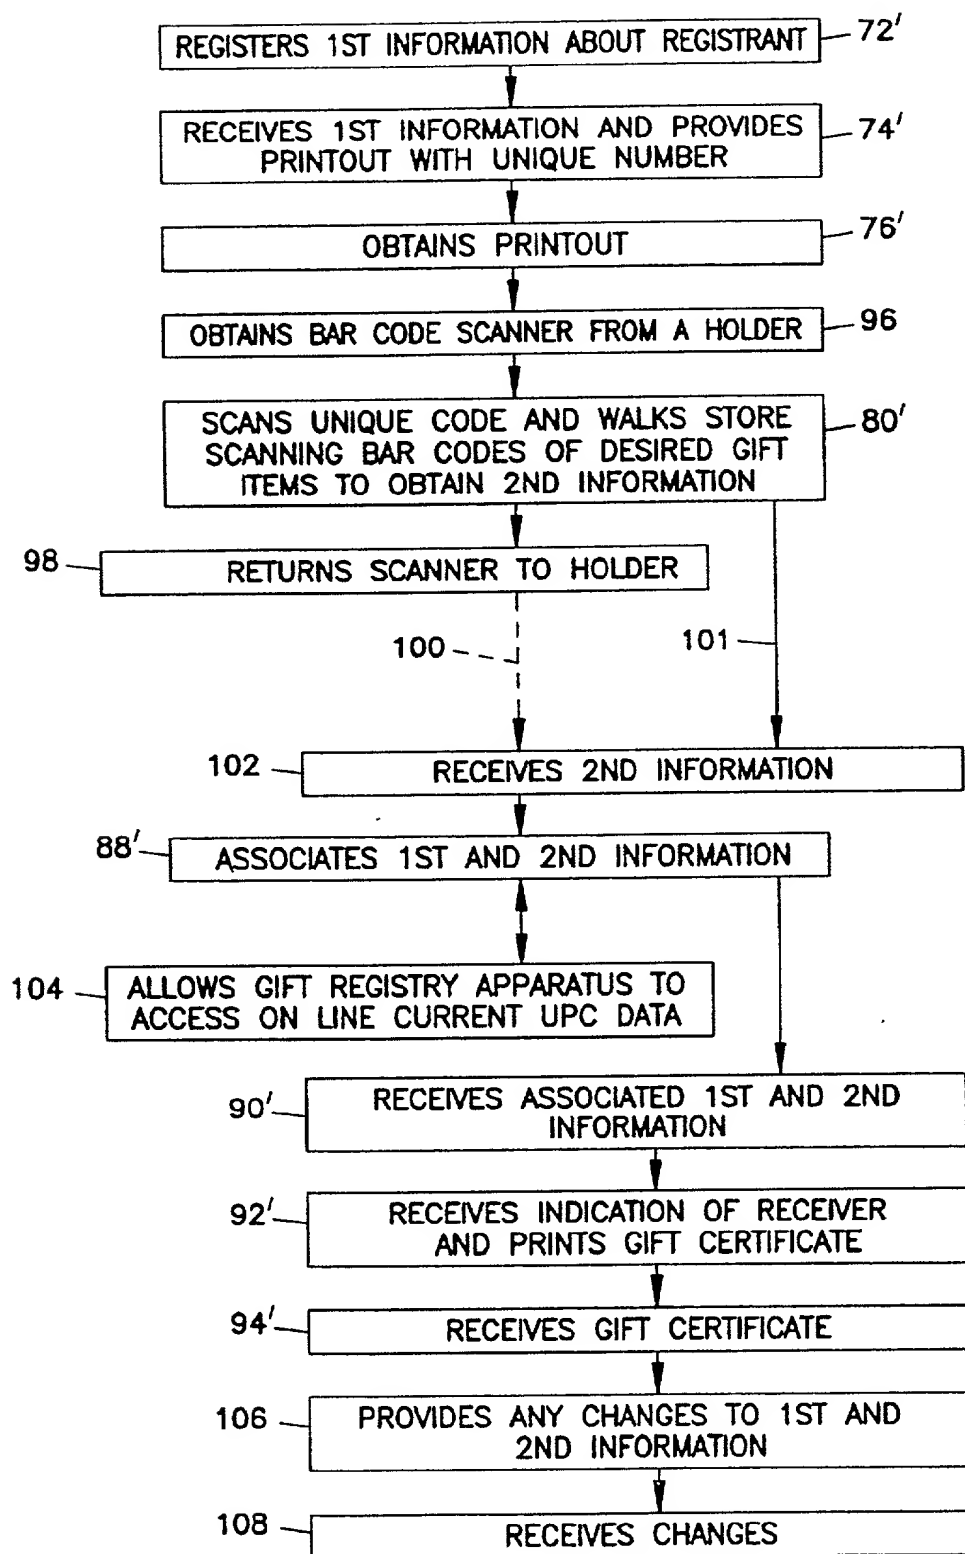 REGISTERS 1ST INFORMATION ABOUT REGISTRANT
72'
RECEIVES 1ST INFORMATION AND PROVIDES
PRINTOUT WITH UNIQUE NUMBER
74'
OBTAINS PRINTOUT
76'
OBTAINS BAR CODE SCANNER FROM A HOLDER
96
SCANS UNIQUE CODE AND WALKS STORE
SCANNING BAR CODES OF DESIRED GIFT
ITEMS TO OBTAIN 2ND INFORMATION
80'
98
RETURNS SCANNER TO HOLDER
100
101
102
RECEIVES 2ND INFORMATION
88'
ASSOCIATES 1ST AND 2ND INFORMATION
104
ALLOWS GIFT REGISTRY APPARATUS TO
ACCESS ON LINE CURRENT UPC DATA
90'
RECEIVES ASSOCIATED 1ST AND 2ND
INFORMATION
92'
RECEIVES INDICATION OF RECEIVER
AND PRINTS GIFT CERTIFICATE
94'
RECEIVES GIFT CERTIFICATE
106
PROVIDES ANY CHANGES TO 1ST AND
2ND INFORMATION
108
RECEIVES CHANGES